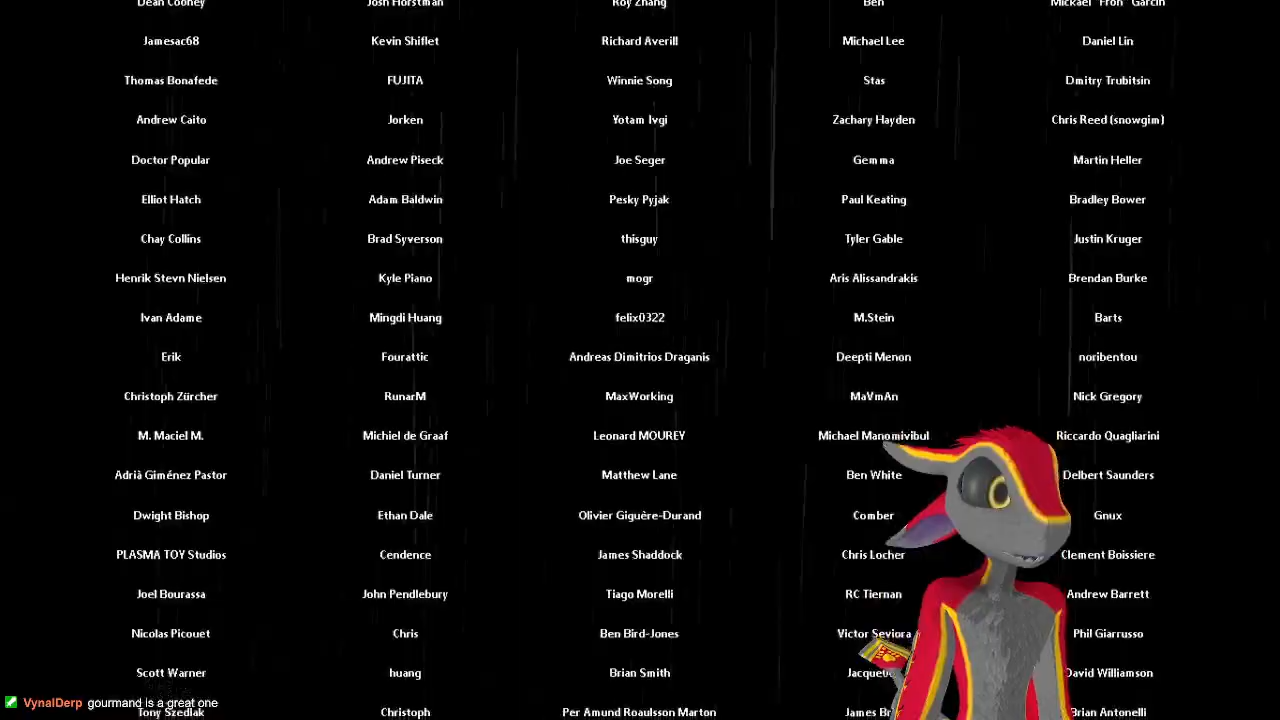 Dean Cooney Josh Horstman Roy Zhang Ben Mickael "Fron" Garcin
Jamesac68 Kevin Shiflet Richard Averill Michael Lee Daniel Lin
Thomas Bonafede FUJITA Winnie Song Stas Dmitry Trubitsin
Andrew Caito Jorken Yotam Ivgi Zachary Hayden Chris Reed (snowgim)
Doctor Popular Andrew Piseck Joe Seger Gemma Martin Heller
Elliot Hatch Adam Baldwin Pesky Pyjak Paul Keating Bradley Bower
Chay Collins Brad Syverson thisguy Tyler Gable Justin Kruger
Henrik Stevn Nielsen Kyle Piano mogr Aris Alissandrakis Brendan Burke
Ivan Adame Mingdi Huang felix0322 M.Stein Barts
Erik Fourattic Andreas Dimitrios Draganis Deepti Menon noribentou
Christoph Zürcher RunarM MaxWorking MaVmAn Nick Gregory
M. Maciel M. Michiel de Graaf Leonard MOUREY Michael Manomivibul Riccardo Quagliarini
Adrià Giménez Pastor Daniel Turner Matthew Lane Ben White Delbert Saunders
Dwight Bishop Ethan Dale Olivier Giguère-Durand Comber Gnux
PLASMA TOY Studios Cendence James Shaddock Chris Locher Clement Boissiere
Joel Bourassa John Pendlebury Tiago Morelli RC Tiernan Andrew Barrett
Nicolas Picouet Chris Ben Bird-Jones Victor Seviora Phil Giarrusso
Scott Warner huang Brian Smith David Williamson
VynalDerp gourmand is a great one
Tony Szedlak Christoph Per Amund Roaulsson Marton James Brian Antonelli